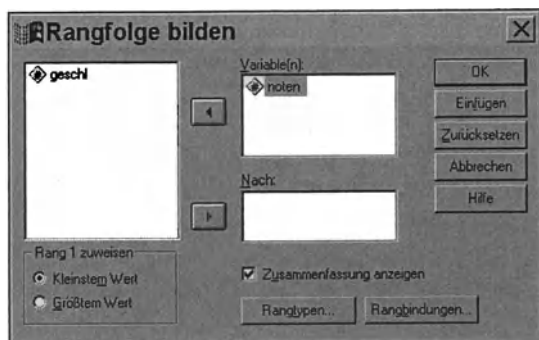 Rangfolge bilden
geschl
Variable(n):
noten
Nach:
Rang 1 zuweisen
Kleinstem Wert
Größtem Wert
Zusammenfassung anzeigen
Rangtypen...
Rangbindungen...
OK
Einfügen
Zurücksetzen
Abbrechen
Hilfe